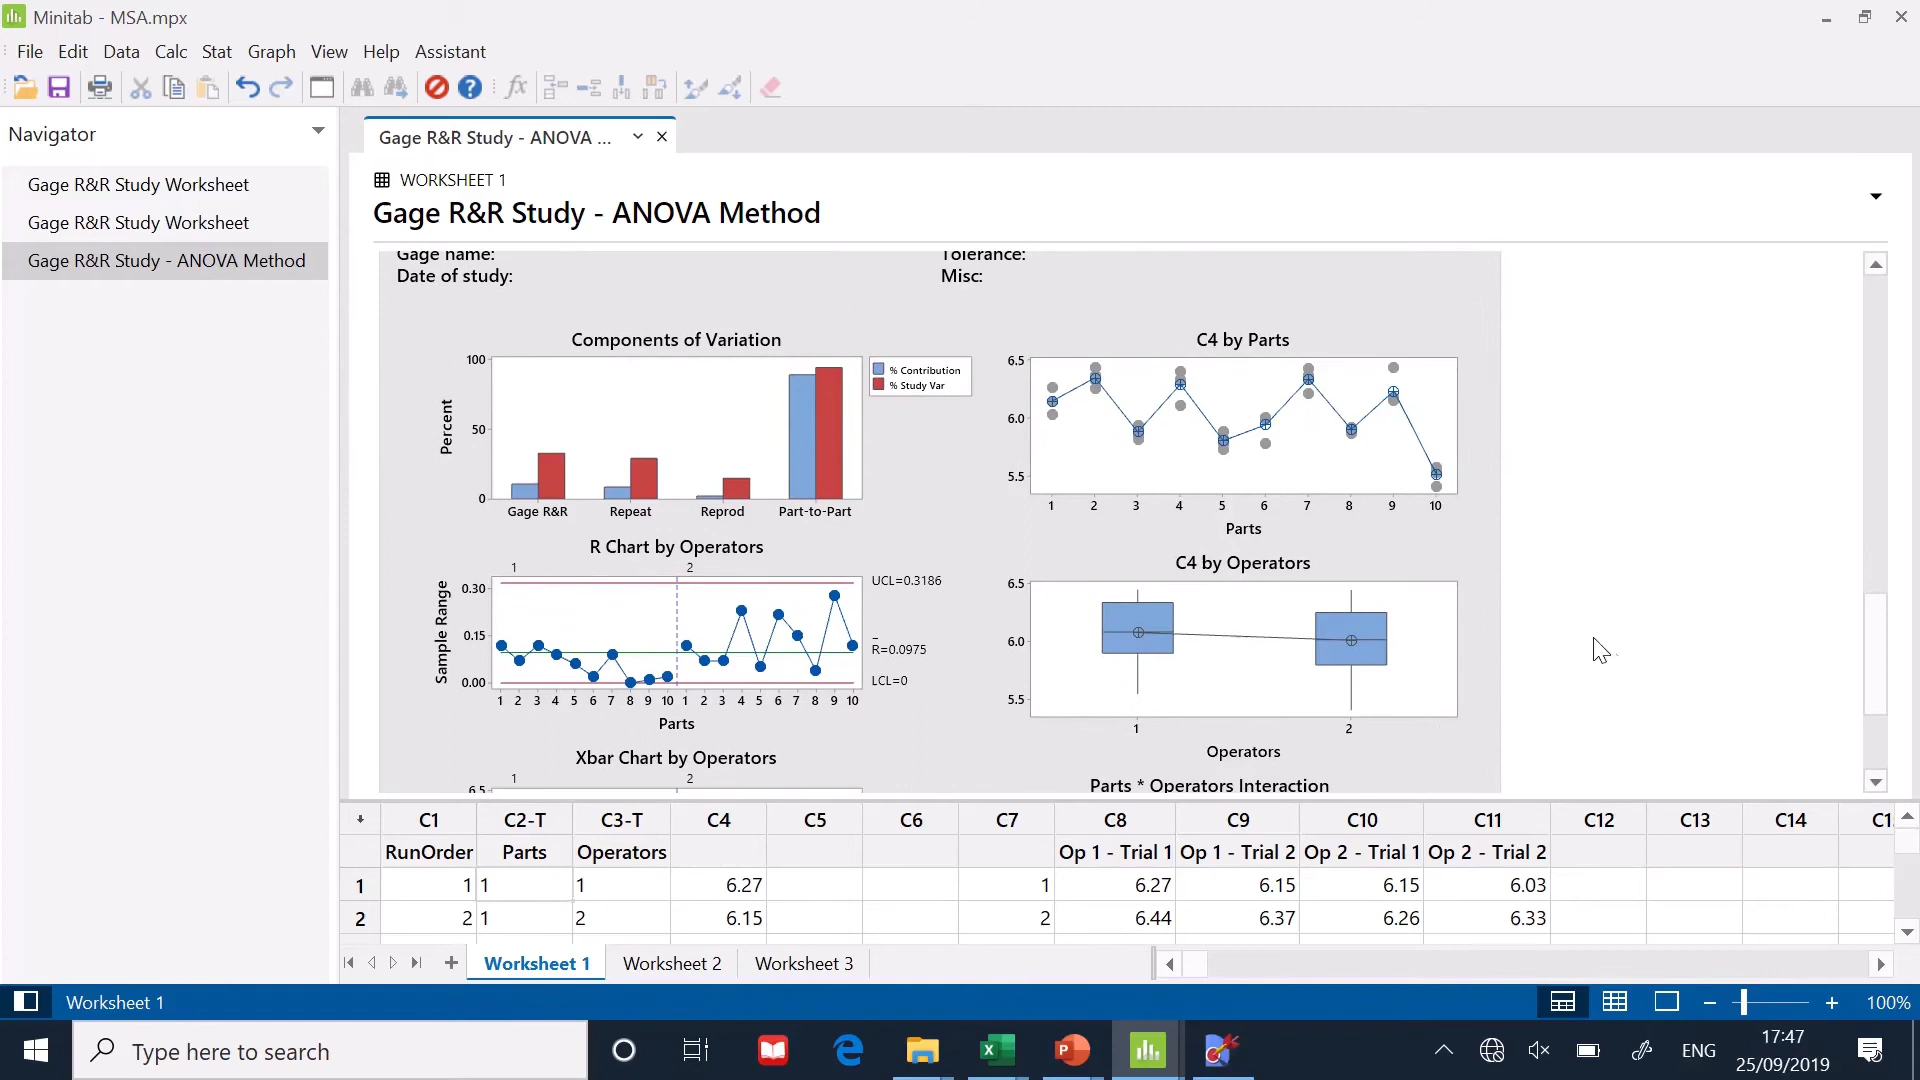 Minitab - MSA.mpx
File Edit Data Calc Stat Graph View Help Assistant
Navigator
Gage R&R Study Worksheet
Gage R&R Study Worksheet
Gage R&R Study - ANOVA Method
Gage R&R Study - ANOVA ...
WORKSHEET 1
Gage R&R Study - ANOVA Method
Gage name: Tolerance:
Date of study: Misc:
Components of Variation
100
50
0
Percent
% Contribution
% Study Var
Gage R&R Repeat Reprod Part-to-Part
C4 by Parts
6.5
6.0
5.5
1 2 3 4 5 6 7 8 9 10
Parts
R Chart by Operators
1 2
0.30
0.15
0.00
Sample Range
UCL=0.3186
R=0.0975
LCL=0
1 2 3 4 5 6 7 8 9 10 1 2 3 4 5 6 7 8 9 10
Parts
C4 by Operators
6.5
6.0
5.5
1 2
Operators
Xbar Chart by Operators
1 2
6.5
Parts * Operators Interaction
C1 C2-T C3-T C4 C5 C6 C7 C8 C9 C10 C11 C12 C13 C14 C1
RunOrder Parts Operators Op 1 - Trial 1 Op 1 - Trial 2 Op 2 - Trial 1 Op 2 - Trial 2
1 1 1 1 6.27 1 6.27 6.15 6.15 6.03
2 2 1 2 6.15 2 6.44 6.37 6.26 6.33
Worksheet 1 Worksheet 2 Worksheet 3
Worksheet 1 100%
Type here to search
ENG
17:47
25/09/2019